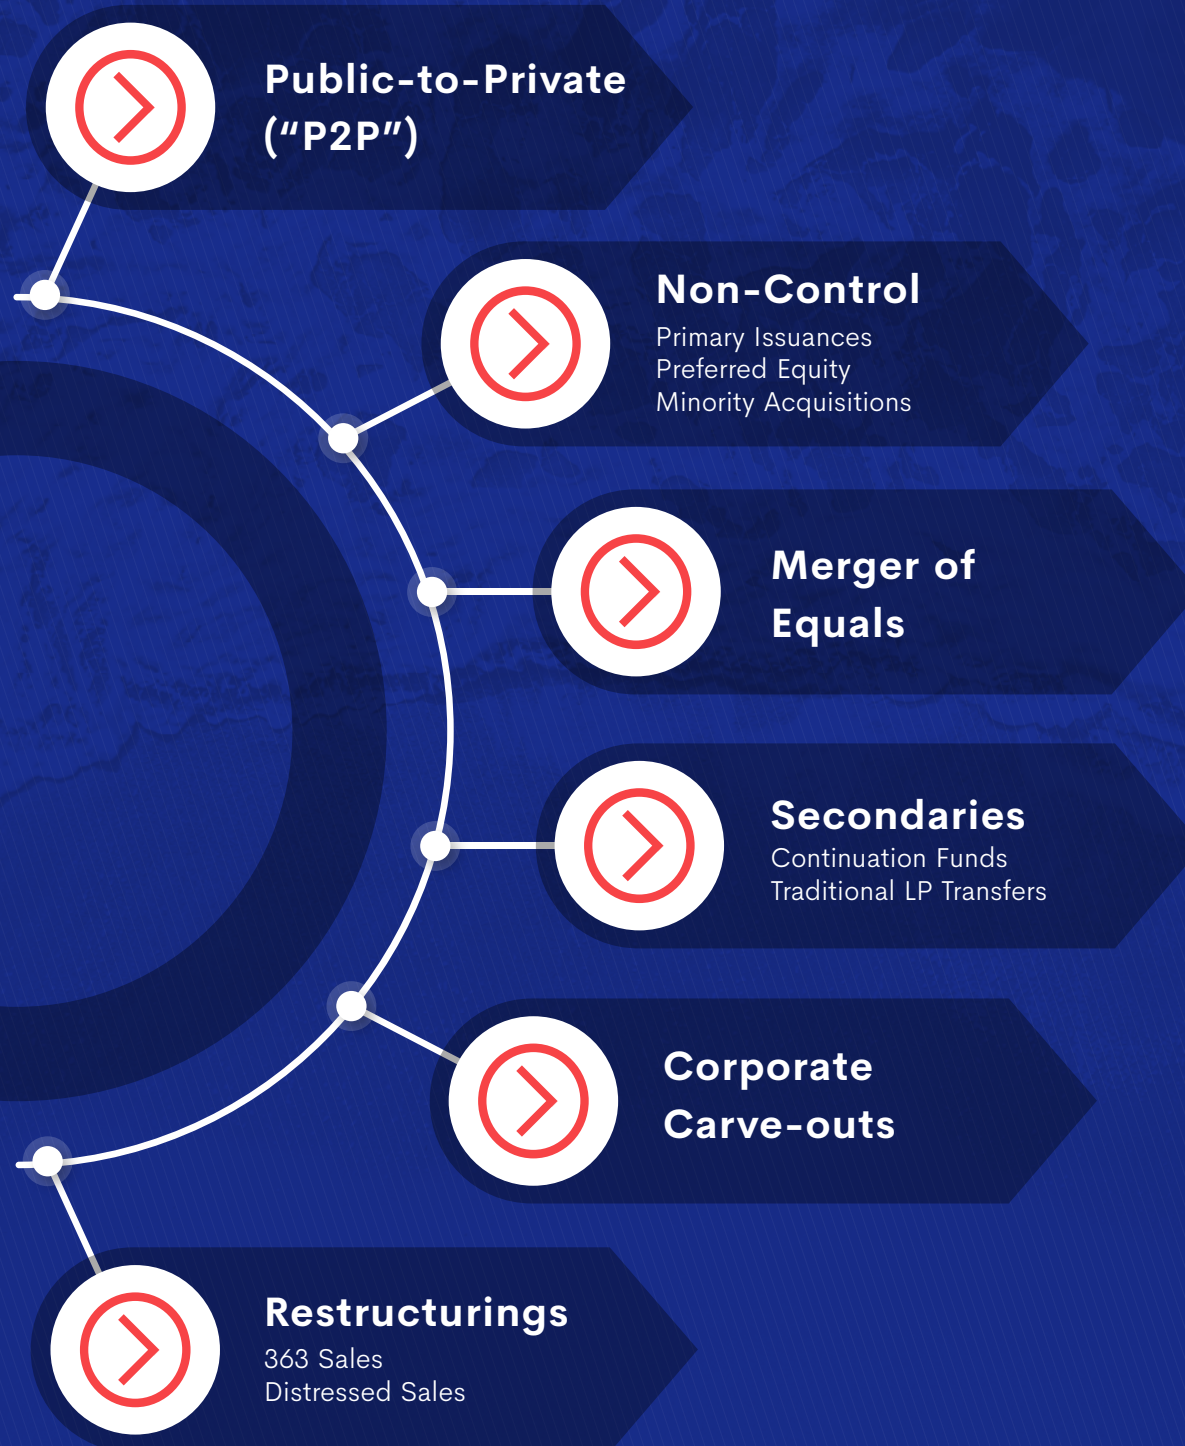 Public-to-Private
(“P2P”)
Non-Control
Primary Issuances
Preferred Equity
Minority Acquisitions
Merger of
Equals
Secondaries
Continuation Funds
Traditional LP Transfers
Corporate
Carve-outs
Restructurings
363 Sales
Distressed Sales